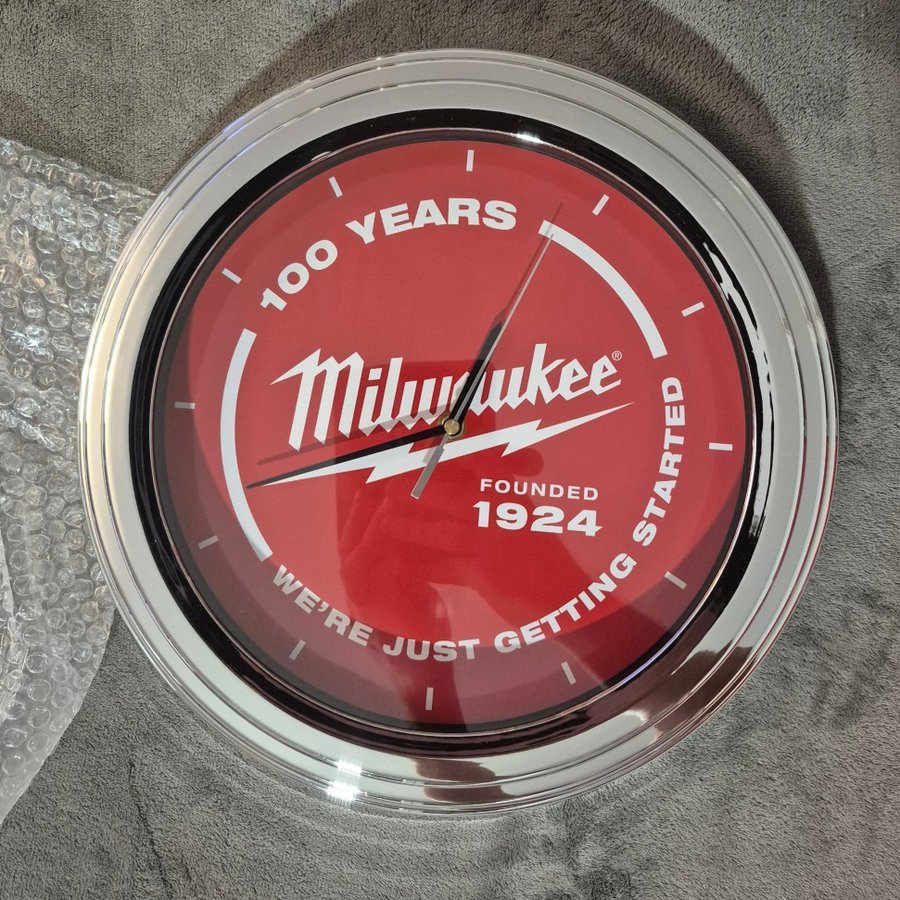 100 YEARS
Milwaukee®
FOUNDED
1924
WE'RE JUST GETTING STARTED